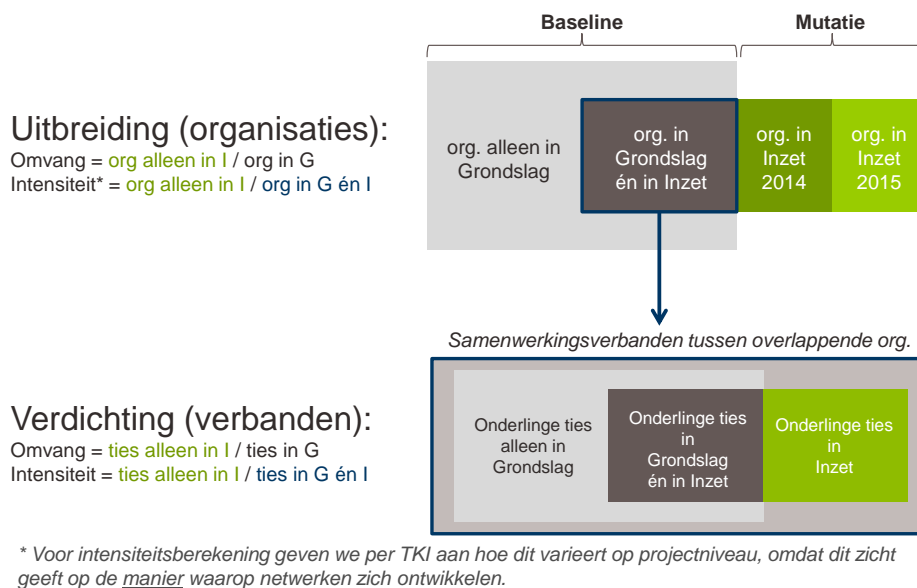 Baseline
Mutatie
Uitbreiding (organisaties):
Omvang = org alleen in I / org in G
Intensiteit* = org alleen in I / org in G én I
org. alleen in
Grondslag
org. in
Grondslag
én in Inzet
org. in
Inzet
2014
org. in
Inzet
2015
Samenwerkingsverbanden tussen overlappende org.
Verdichting (verbanden):
Omvang = ties alleen in I / ties in G
Intensiteit = ties alleen in I / ties in G én I
Onderlinge ties
alleen in
Grondslag
Onderlinge ties
in
Grondslag
én in Inzet
Onderlinge ties
in
Inzet
* Voor intensiteitsberekening geven we per TKI aan hoe dit varieert op projectniveau, omdat dit zicht
geeft op de manier waarop netwerken zich ontwikkelen.